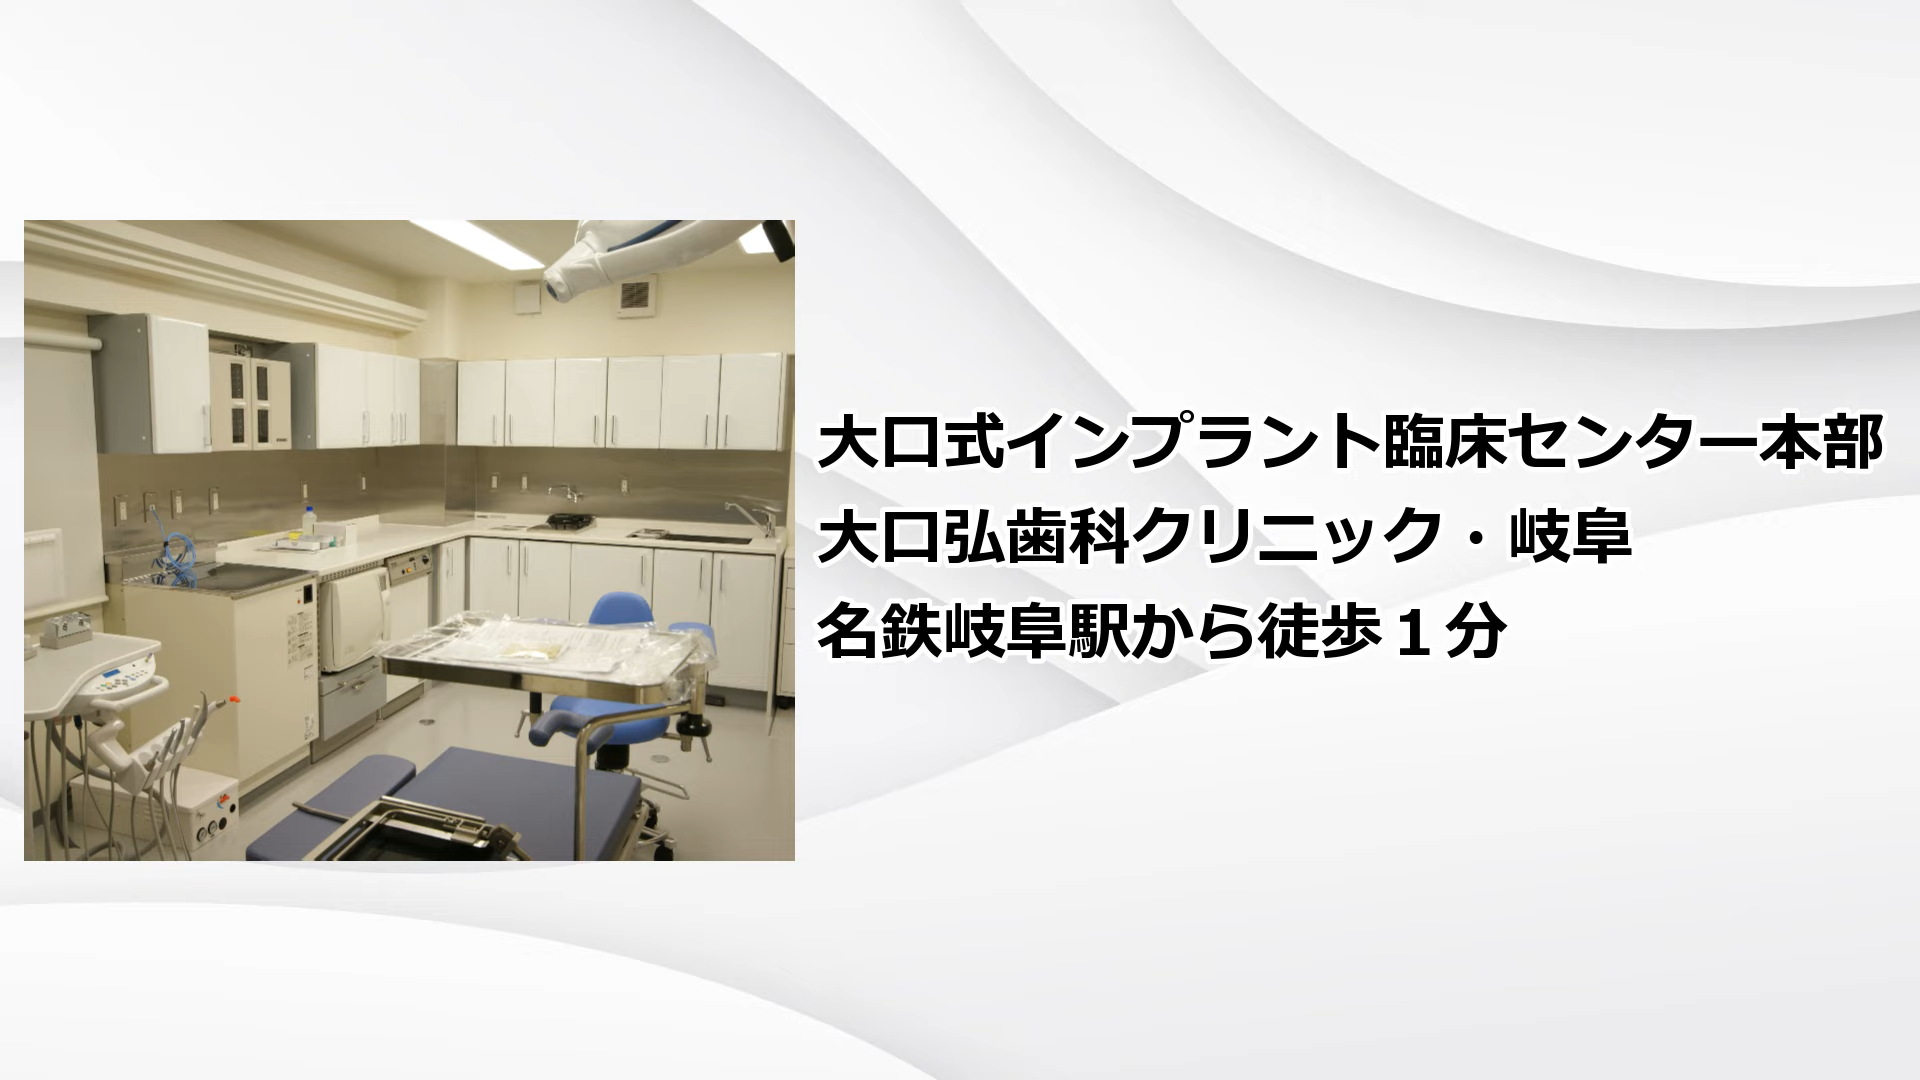 大口式インプラント臨床センター本部
大口弘歯科クリニック・岐阜
名鉄岐阜駅から徒歩１分